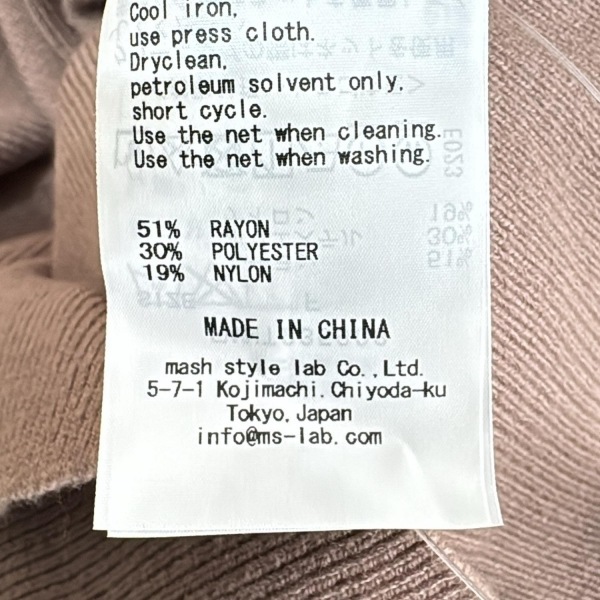 Cool iron,
use press cloth.
Dryclean,
petroleum solvent only,
short cycle.
Use the net when cleaning.
Use the net when washing.
51% RAYON
30% POLYESTER
19% NYLON
MADE IN CHINA
mash style lab Co.,Ltd.
5-7-1 Kojimachi.Chiyoda-ku
Tokyo,Japan
info@ms-lab.com